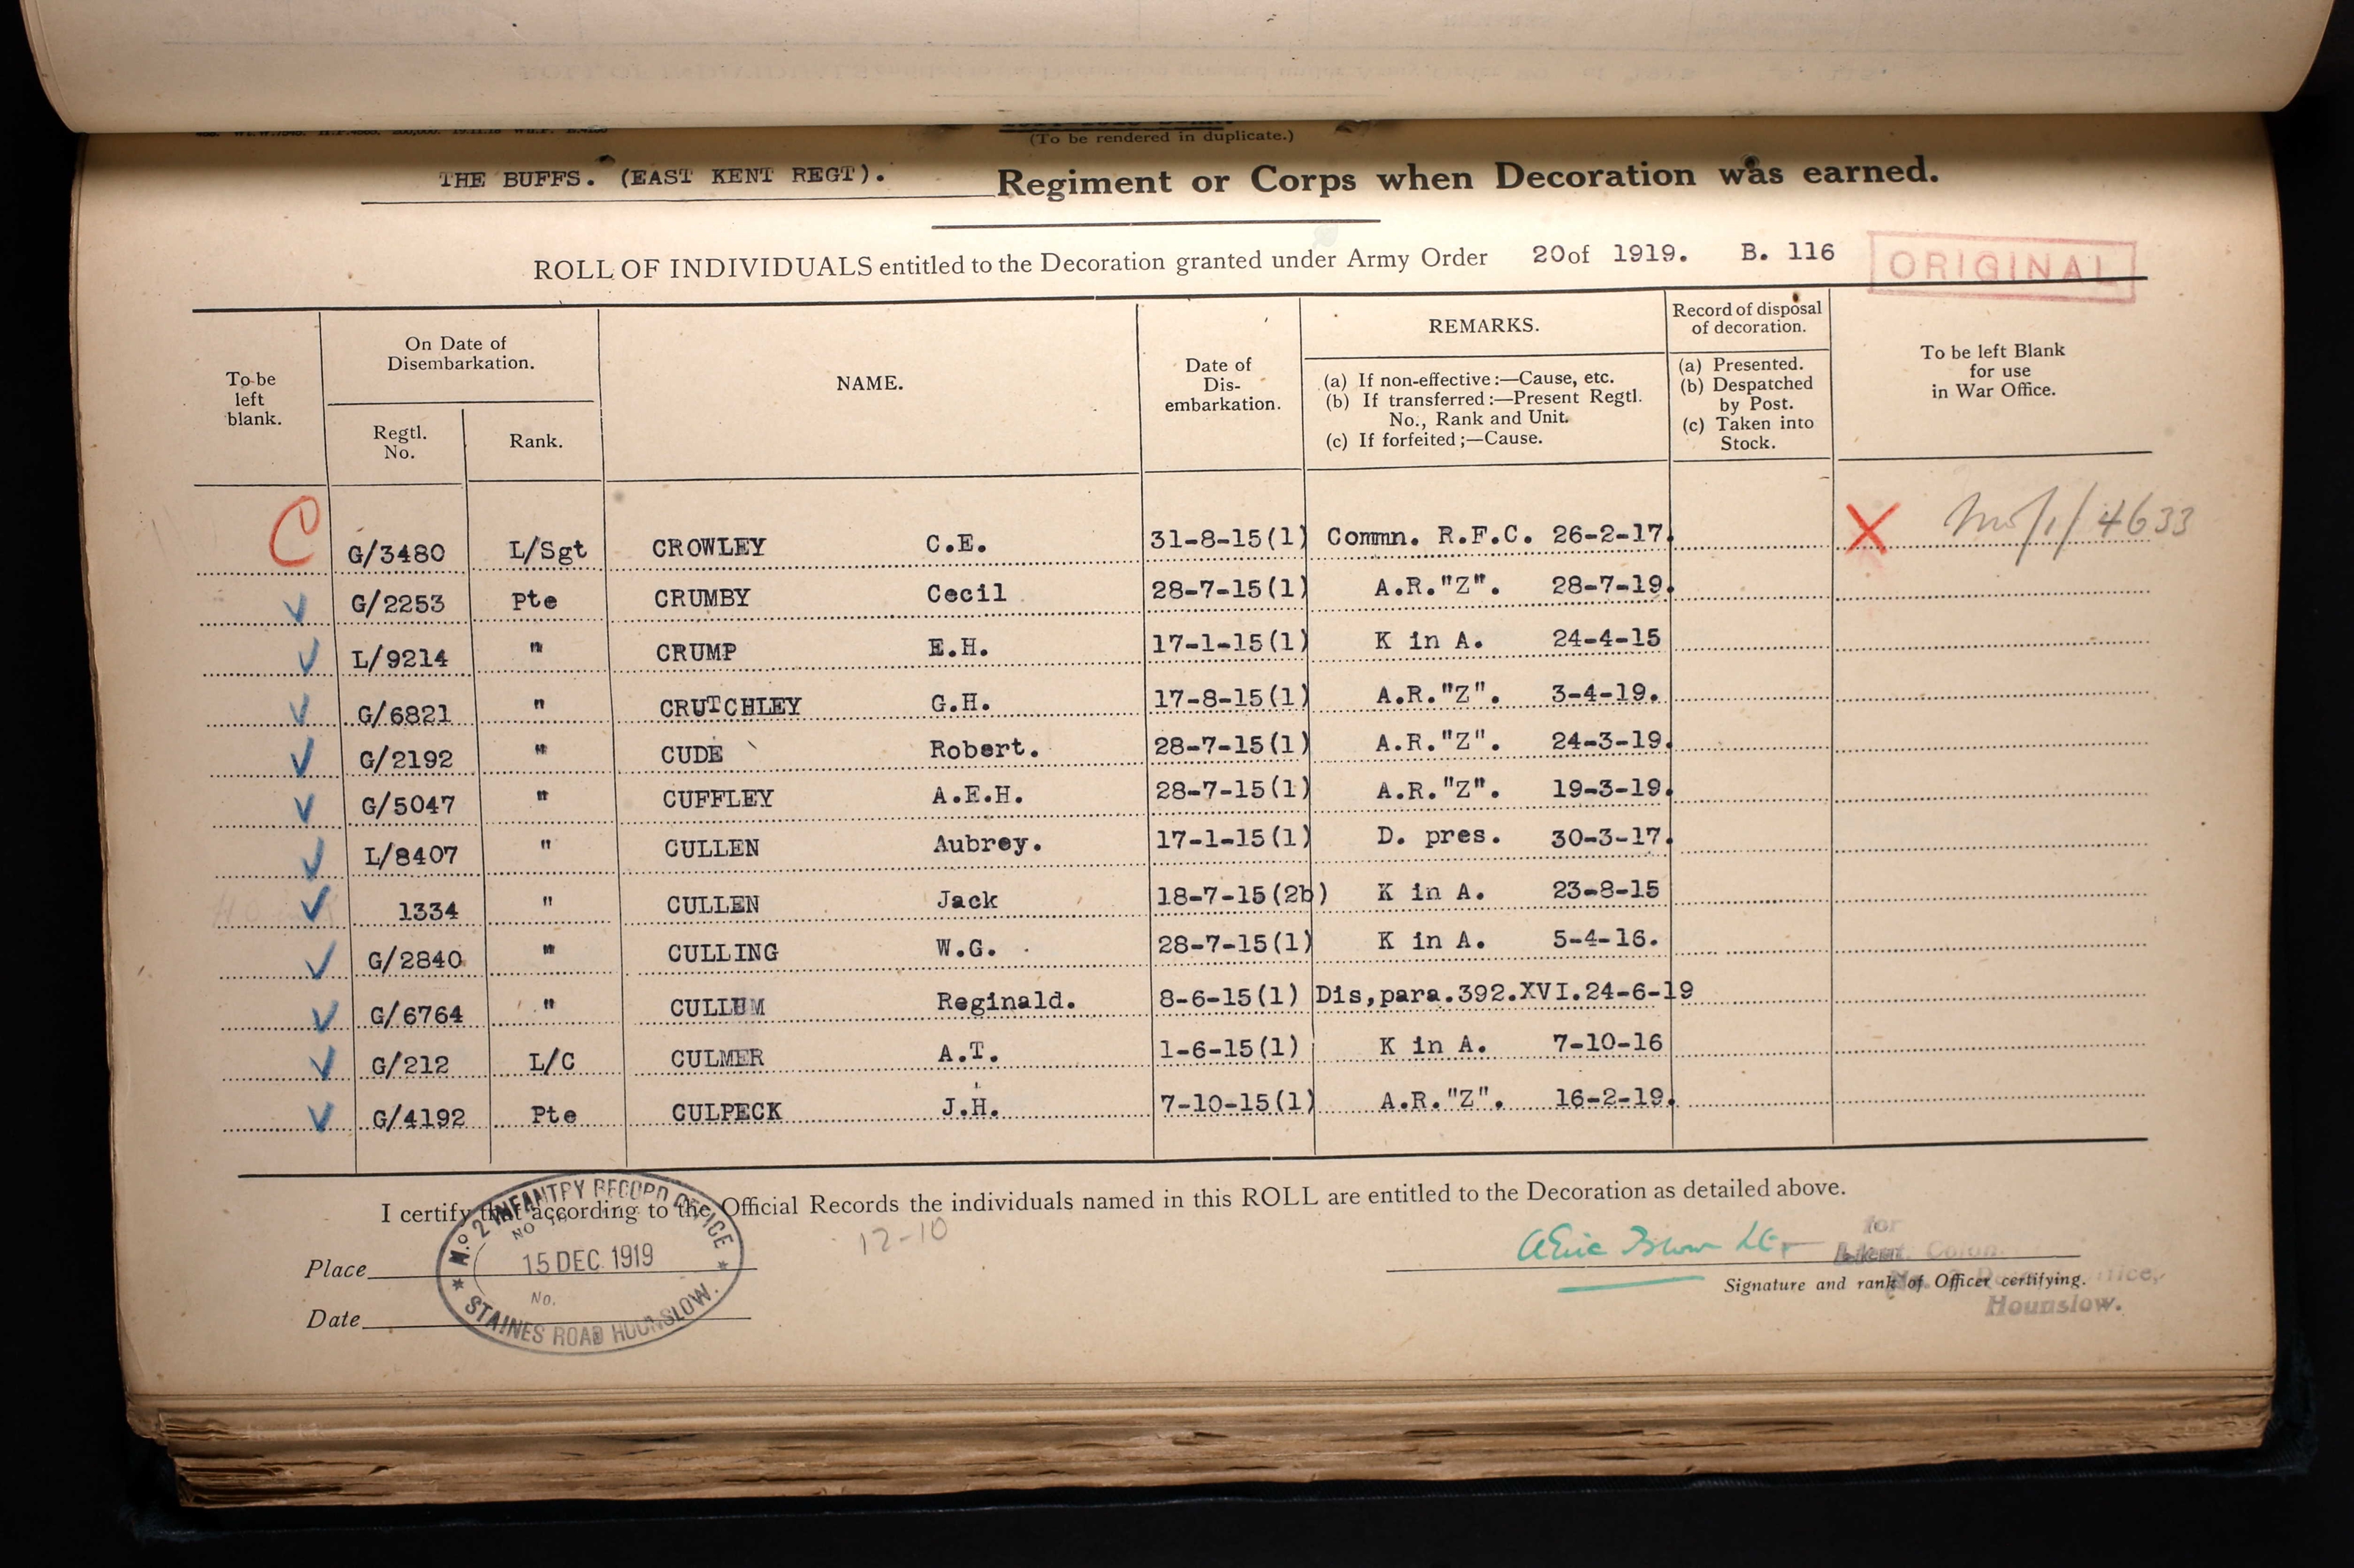 (To be rendered in duplicate.)
THE BUFFS. (EAST KENT REGT). Regiment or Corps when Decoration was earned.
ROLL OF INDIVIDUALS entitled to the Decoration granted under Army Order 20of 1919. B. 116
ORIGINAL
To be left blank.
On Date of Disembarkation.
Regtl. No.
Rank.
NAME.
Date of Dis-embarkation.
REMARKS.
(a) If non-effective:—Cause, etc.
(b) If transferred:—Present Regtl. No., Rank and Unit.
(c) If forfeited;—Cause.
Record of disposal of decoration.
(a) Presented.
(b) Despatched by Post.
(c) Taken into Stock.
To be left Blank for use in War Office.
C G/3480 L/Sgt CROWLEY C.E. 31-8-15(1) Commn. R.F.C. 26-2-17. X /1/4633
G/2253 Pte CRUMBY Cecil 28-7-15(1) A.R."Z". 28-7-19.
L/9214 " CRUMP E.H. 17-1-15(1) K in A. 24-4-15
G/6821 " CRUTCHLEY G.H. 17-8-15(1) A.R."Z". 3-4-19.
G/2192 " CUDE Robert. 28-7-15(1) A.R."Z". 24-3-19.
G/5047 " CUFFLEY A.E.H. 28-7-15(1) A.R."Z". 19-3-19.
L/8407 " CULLEN Aubrey. 17-1-15(1) D. pres. 30-3-17.
1334 " CULLEN Jack 18-7-15(2b) K in A. 23-8-15
G/2840 " CULLING W.G. 28-7-15(1) K in A. 5-4-16.
G/6764 " CULLUM Reginald. 8-6-15(1) Dis,para.392.XVI.24-6-19
G/212 L/C CULMER A.T. 1-6-15(1) K in A. 7-10-16
G/4192 Pte CULPECK J.H. 7-10-15(1) A.R."Z". 16-2-19.
I certify that according to the Official Records the individuals named in this ROLL are entitled to the Decoration as detailed above.
12-10
No. 2 INFANTRY RECORD OFFICE
15 DEC 1919
No.
STAINES ROAD HOUNSLOW.
Place
Date
for
Signature and rank of Officer certifying.
Hounslow.